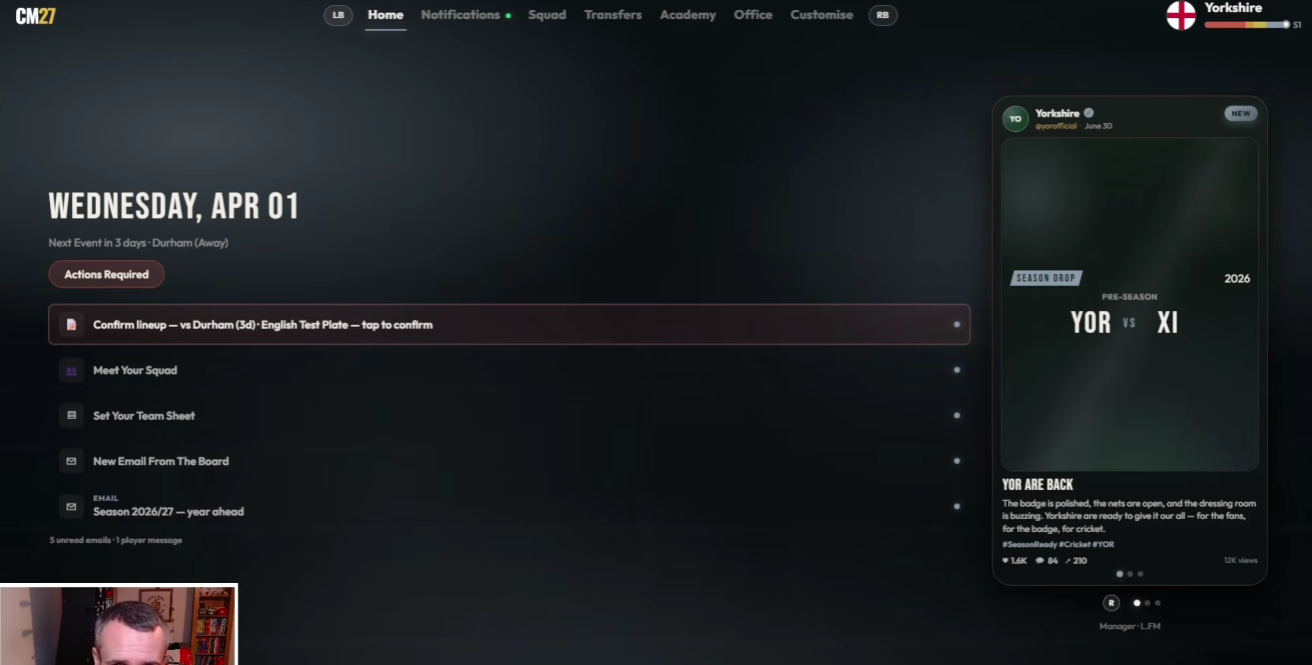 CM27
LB Home Notifications Squad Transfers Academy Office Customise RB
Yorkshire
51
WEDNESDAY, APR 01
Next Event in 3 days · Durham (Away)
Actions Required
Confirm lineup — vs Durham (3d) · English Test Plate — tap to confirm
Meet Your Squad
Set Your Team Sheet
New Email From The Board
EMAIL
Season 2026/27 — year ahead
5 unread emails · 1 player message
YO
Yorkshire
@yorofficial · June 30
NEW
SEASON DROP
2026
PRE-SEASON
YOR VS XI
YOR ARE BACK
The badge is polished, the nets are open, and the dressing room
is buzzing. Yorkshire are ready to give it our all — for the fans,
for the badge, for cricket.
#SeasonReady #Cricket #YOR
1.6K 84 210
12K views
R
Manager · L.FM